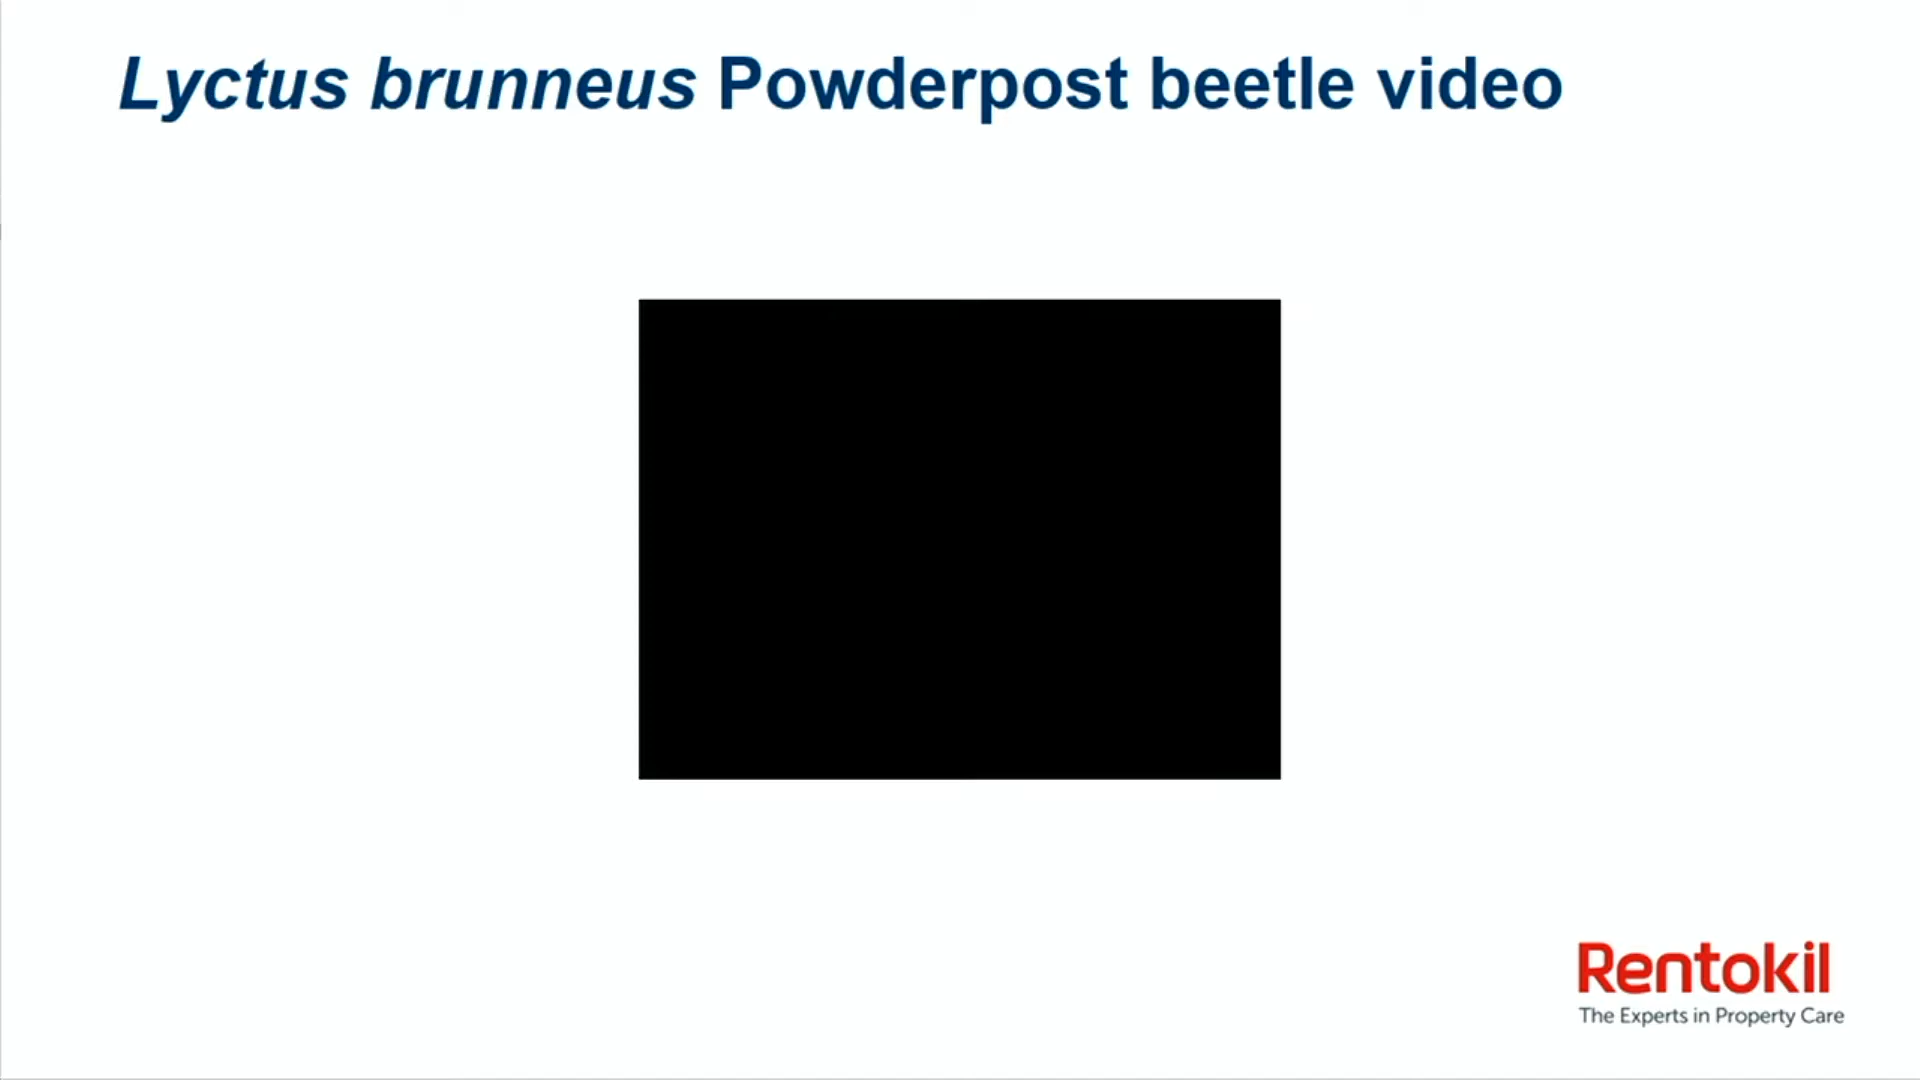 Lyctus brunneus Powderpost beetle video
Rentokil
The Experts in Property Care